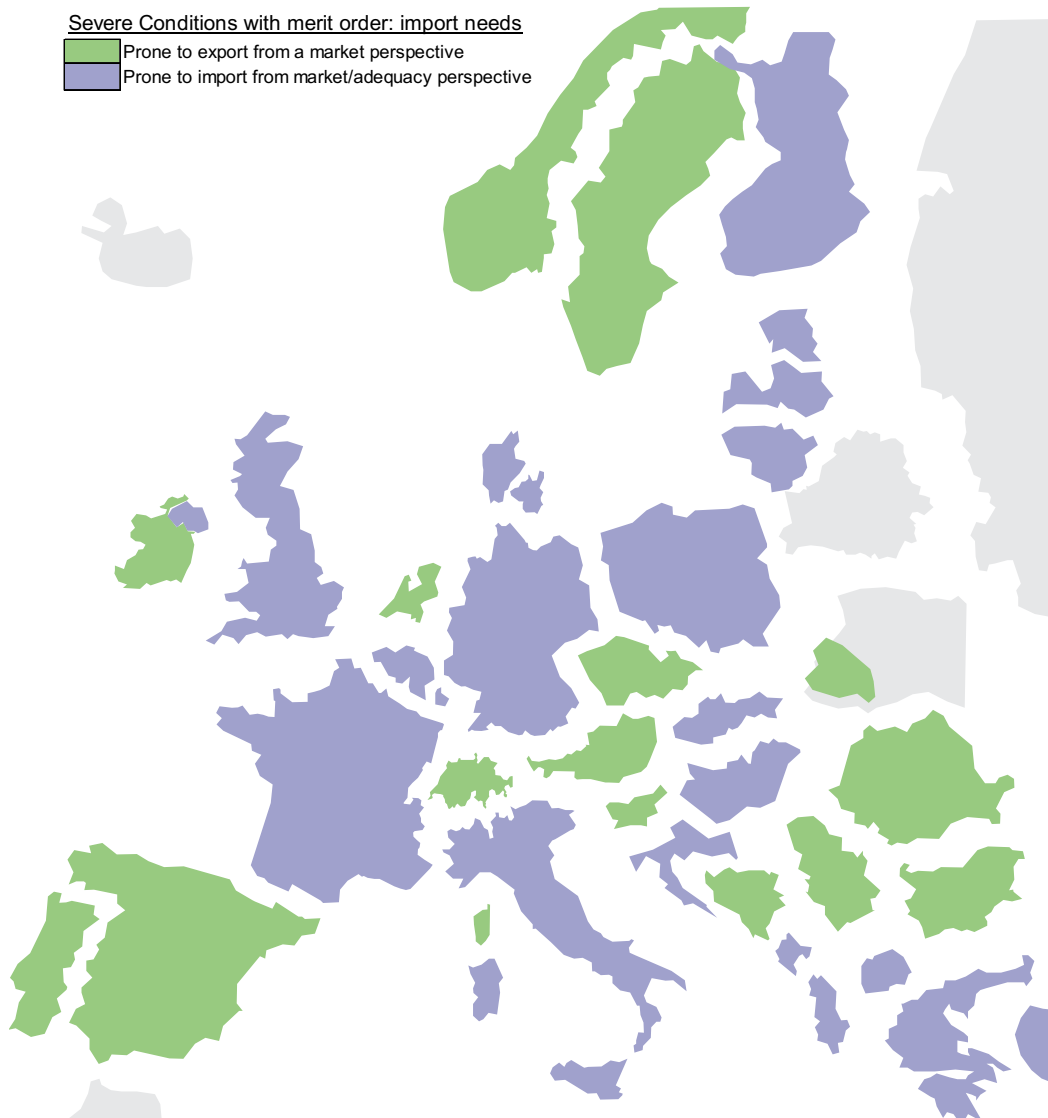 Severe Conditions with merit order: import needs
Prone to export from a market perspective
Prone to import from market/adequacy perspective